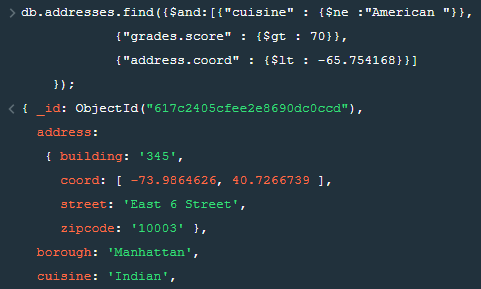 > db.addresses.find({$and:[{"cuisine" : {$ne :"American "}},
{"grades.score" : {$gt : 70}},
{"address.coord" : {$lt : -65.754168}}]
});
< { _id: ObjectId("617c2405cfee2e8690dc0ccd"),
address:
{ building: '345',
coord: [ -73.9864626, 40.7266739 ],
street: 'East 6 Street',
zipcode: '10003' },
borough: 'Manhattan',
cuisine: 'Indian',